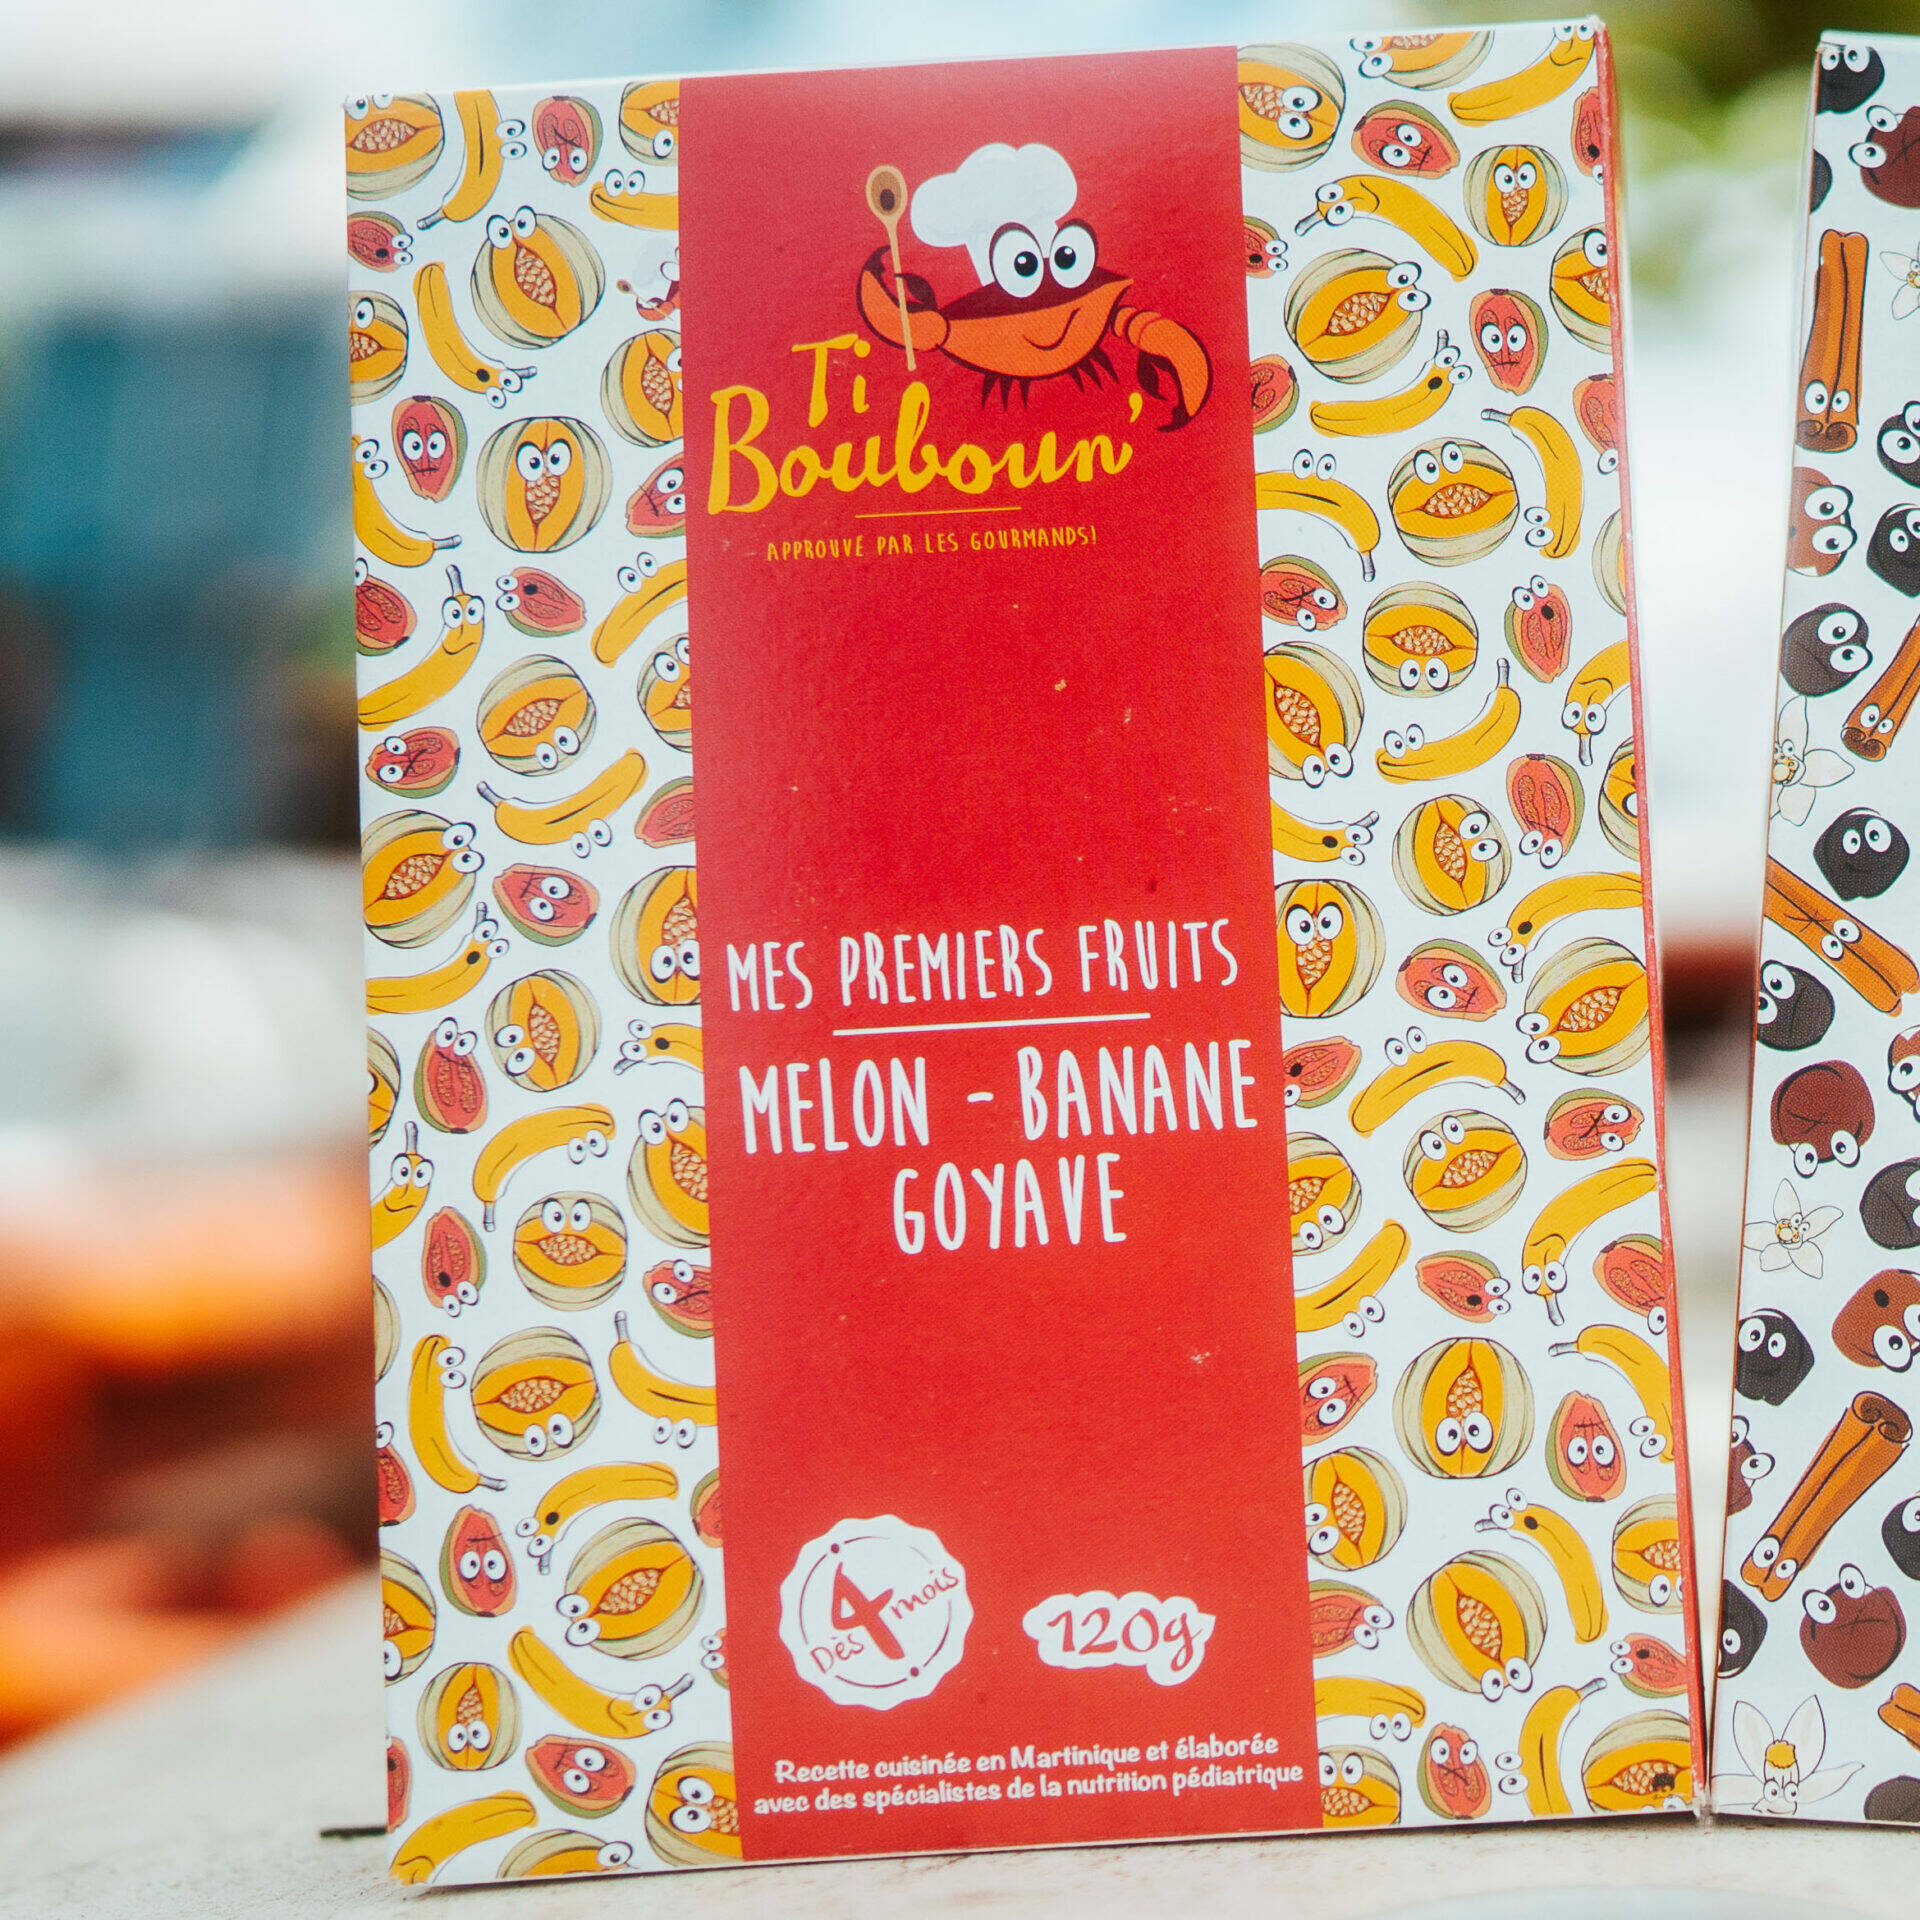 Ti
Bouboun'
APPROUVÉ PAR LES GOURMANDS!
MES PREMIERS FRUITS
MELON - BANANE
GOYAVE
Dès 4 mois
120g
Recette cuisinée en Martinique et élaborée
avec des spécialistes de la nutrition pédiatrique